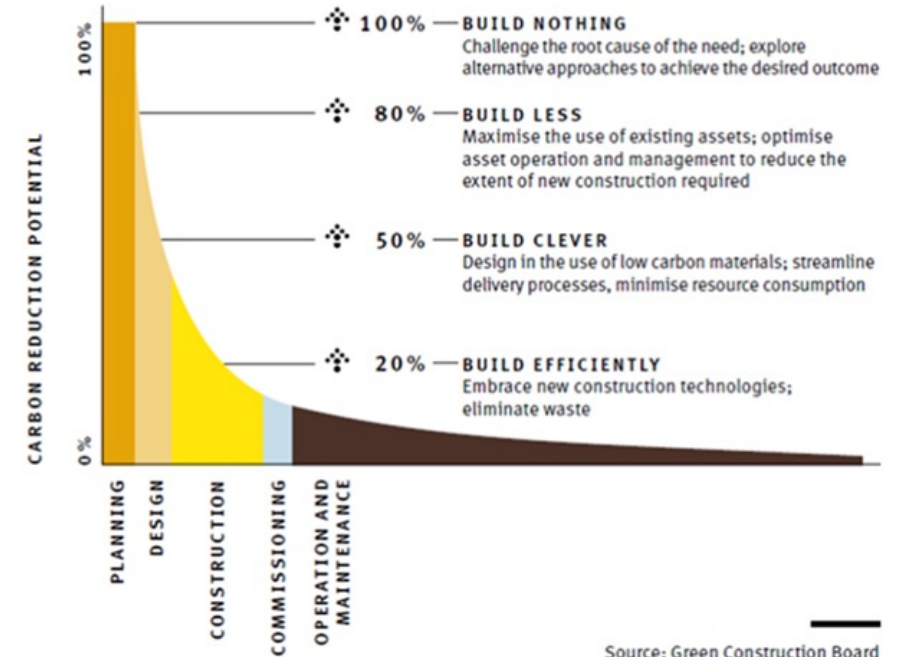 100% — BUILD NOTHING
Challenge the root cause of the need; explore
alternative approaches to achieve the desired outcome
80% — BUILD LESS
Maximise the use of existing assets; optimise
asset operation and management to reduce the
extent of new construction required
50% — BUILD CLEVER
Design in the use of low carbon materials; streamline
delivery processes, minimise resource consumption
20% — BUILD EFFICIENTLY
Embrace new construction technologies;
eliminate waste
CARBON REDUCTION POTENTIAL
100%
0%
PLANNING
DESIGN
CONSTRUCTION
COMMISSIONING
OPERATION AND
MAINTENANCE
Source: Green Construction Board